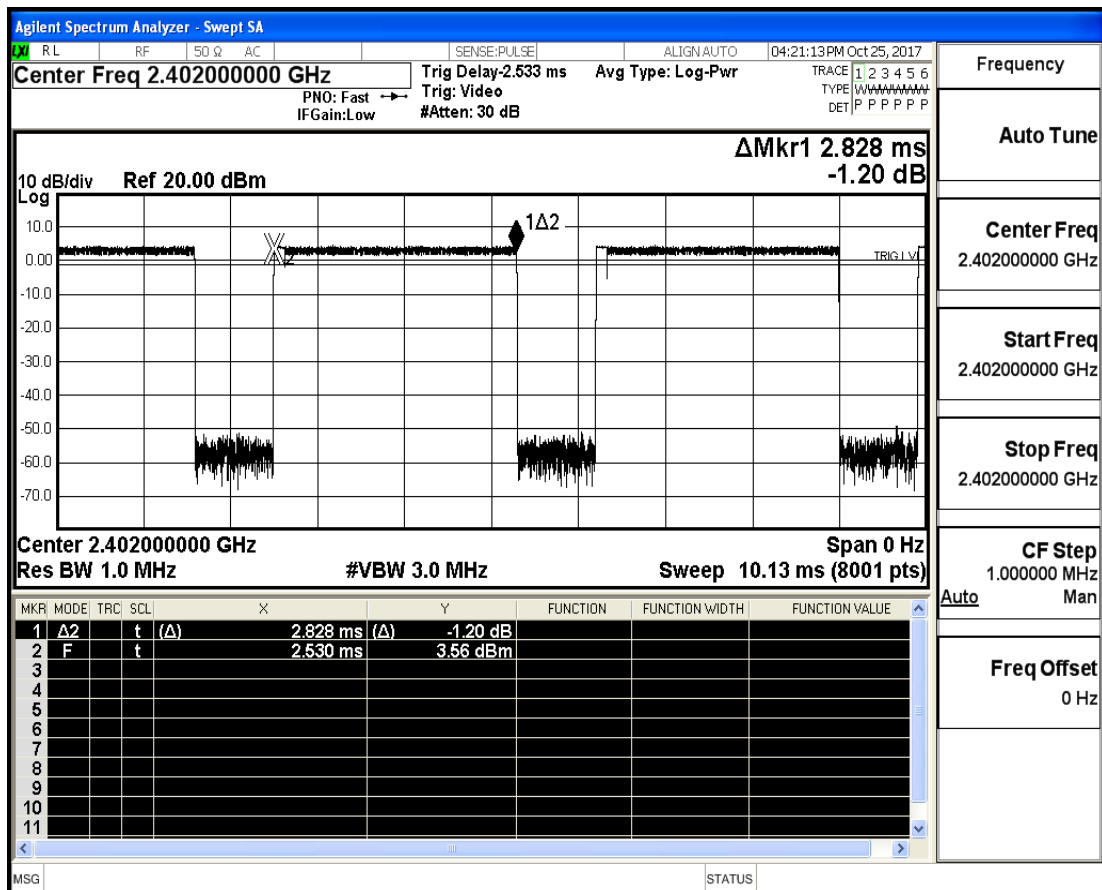 Agilent Spectrum Analyzer - Swept SA
LXI RL RF 50 Ω AC SENSE:PULSE ALIGN AUTO 04:21:13 PM Oct 25, 2017
Center Freq 2.402000000 GHz
PNO: Fast
IFGain:Low
Trig Delay-2.533 ms
Trig: Video
#Atten: 30 dB
Avg Type: Log-Pwr
TRACE 1 2 3 4 5 6
TYPE
DET P P P P P P
ΔMkr1 2.828 ms
-1.20 dB
10 dB/div Ref 20.00 dBm
Log
10.0
0.00
-10.0
-20.0
-30.0
-40.0
-50.0
-60.0
-70.0
1Δ2
TRIG LVL
Center 2.402000000 GHz Span 0 Hz
Res BW 1.0 MHz #VBW 3.0 MHz Sweep 10.13 ms (8001 pts)
MKR MODE TRC SCL X Y FUNCTION FUNCTION WIDTH FUNCTION VALUE
1 Δ2 t (Δ) 2.828 ms (Δ) -1.20 dB
2 F t 2.530 ms 3.56 dBm
3
4
5
6
7
8
9
10
11
MSG STATUS
Frequency
Auto Tune
Center Freq
2.402000000 GHz
Start Freq
2.402000000 GHz
Stop Freq
2.402000000 GHz
CF Step
1.000000 MHz
Auto Man
Freq Offset
0 Hz